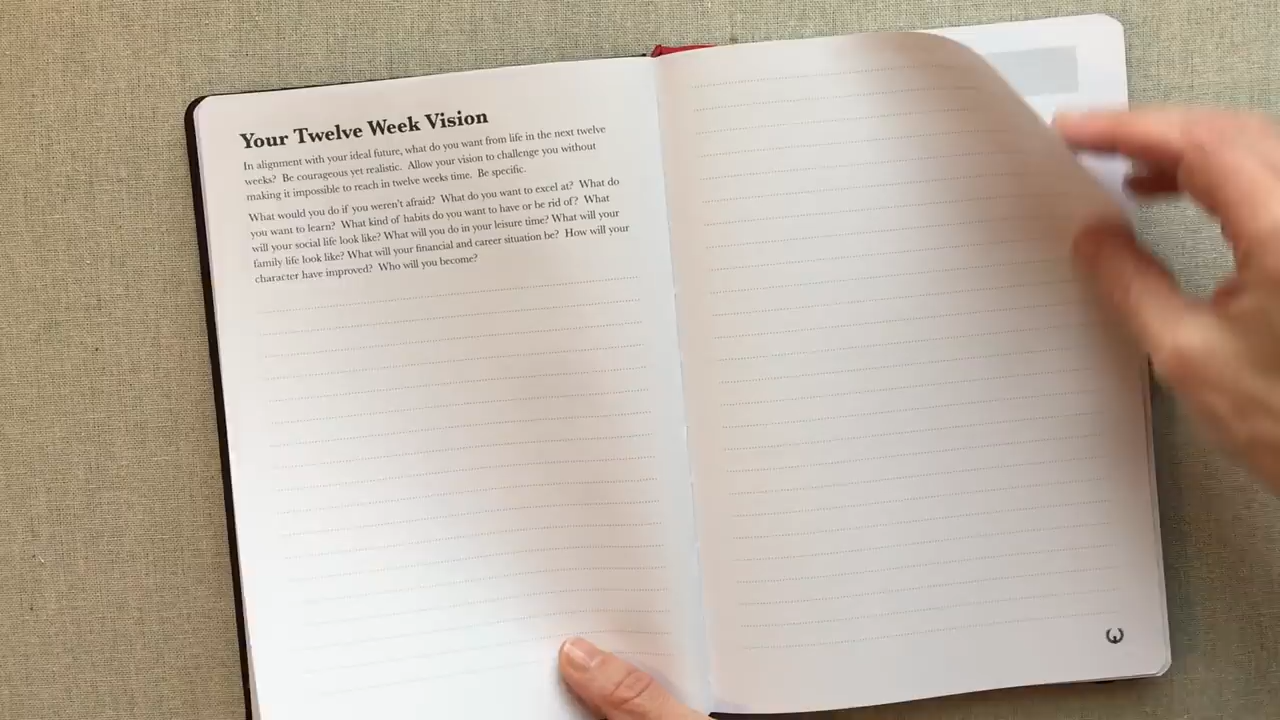 Your Twelve Week Vision
In alignment with your ideal future, what do you want from life in the next twelve
weeks? Be courageous yet realistic. Allow your vision to challenge you without
making it impossible to reach in twelve weeks time. Be specific.
What would you do if you weren't afraid? What do you want to excel at? What do
you want to learn? What kind of habits do you want to have or be rid of? What
will your social life look like? What will you do in your leisure time? What will your
family life look like? What will your financial and career situation be? How will your
character have improved? Who will you become?